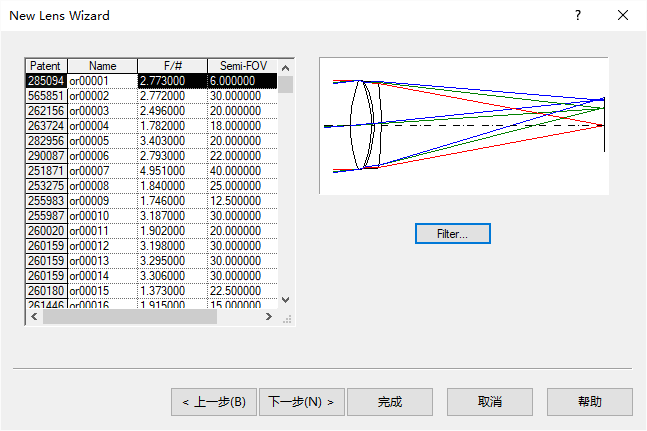 New Lens Wizard
Patent Name F/# Semi-FOV
285094 or00001 2.773000 6.000000
565851 or00002 2.772000 30.000000
262156 or00003 2.496000 20.000000
263724 or00004 1.782000 18.000000
282956 or00005 3.403000 20.000000
290087 or00006 2.793000 22.000000
251871 or00007 4.951000 40.000000
253275 or00008 1.840000 25.000000
255983 or00009 1.746000 12.500000
255987 or00010 3.187000 30.000000
260020 or00011 1.902000 20.000000
260159 or00012 3.198000 30.000000
260159 or00013 3.295000 30.000000
260159 or00014 3.306000 30.000000
260180 or00015 1.373000 22.500000
261446 or00016 1.915000 15.000000
Filter...
< 上一步(B) 下一步(N) > 完成 取消 帮助